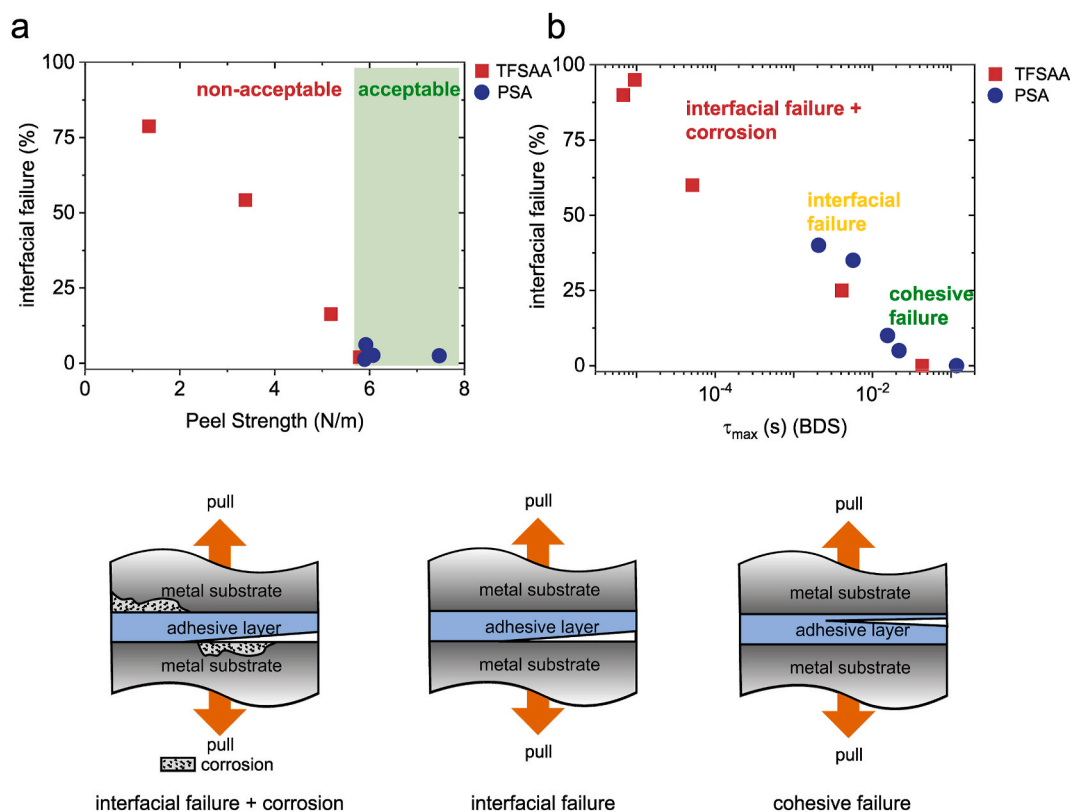 a
100
75
50
25
0
interfacial failure (%)
non-acceptable
acceptable
TFSAA
PSA
0
2
4
6
8
Peel Strength (N/m)
b
100
75
50
25
0
interfacial failure (%)
TFSAA
PSA
interfacial failure +
corrosion
interfacial
failure
cohesive
failure
10⁻⁴
10⁻²
τmax (s) (BDS)
pull
metal substrate
adhesive layer
metal substrate
pull
corrosion
interfacial failure + corrosion
pull
metal substrate
adhesive layer
metal substrate
pull
interfacial failure
pull
metal substrate
adhesive layer
metal substrate
pull
cohesive failure